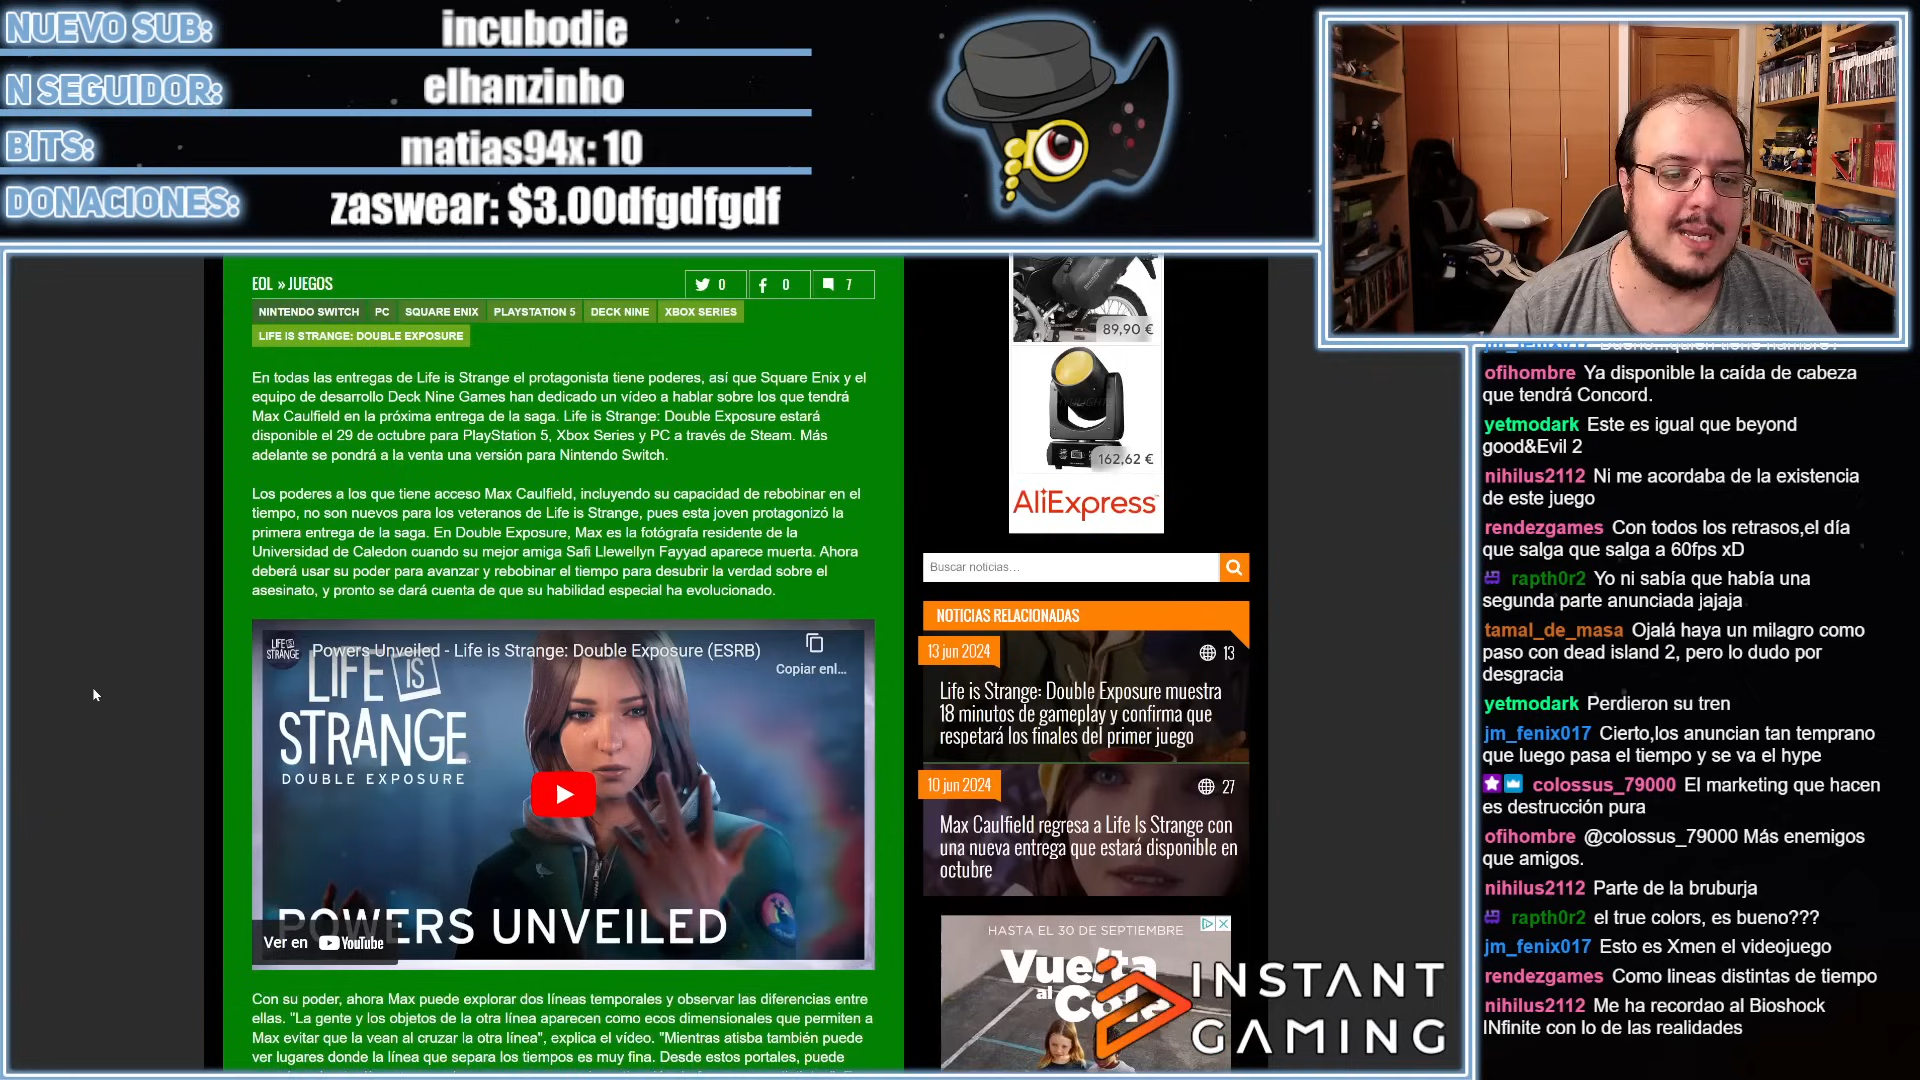 NUEVO SUB:
incubodie
N SEGUIDOR:
elhanzinho
BITS:
matias94x: 10
DONACIONES:
zaswear: $3.00dfgdfgdf
EOL » JUEGOS
0
0
7
NINTENDO SWITCH PC SQUARE ENIX PLAYSTATION 5 DECK NINE XBOX SERIES
LIFE IS STRANGE: DOUBLE EXPOSURE
En todas las entregas de Life is Strange el protagonista tiene poderes, así que Square Enix y el
equipo de desarrollo Deck Nine Games han dedicado un vídeo a hablar sobre los que tendrá
Max Caulfield en la próxima entrega de la saga. Life is Strange: Double Exposure estará
disponible el 29 de octubre para PlayStation 5, Xbox Series y PC a través de Steam. Más
adelante se pondrá a la venta una versión para Nintendo Switch.
Los poderes a los que tiene acceso Max Caulfield, incluyendo su capacidad de rebobinar en el
tiempo, no son nuevos para los veteranos de Life is Strange, pues esta joven protagonizó la
primera entrega de la saga. En Double Exposure, Max es la fotógrafa residente de la
Universidad de Caledon cuando su mejor amiga Safi Llewellyn Fayyad aparece muerta. Ahora
deberá usar su poder para avanzar y rebobinar el tiempo para desubrir la verdad sobre el
asesinato, y pronto se dará cuenta de que su habilidad especial ha evolucionado.
LIFE IS STRANGE
Powers Unveiled - Life is Strange: Double Exposure (ESRB)
Copiar enl...
LIFE IS
STRANGE
DOUBLE EXPOSURE
POWERS UNVEILED
Ver en YouTube
Con su poder, ahora Max puede explorar dos líneas temporales y observar las diferencias entre
ellas. "La gente y los objetos de la otra línea aparecen como ecos dimensionales que permiten a
Max evitar que la vean al cruzar la otra línea", explica el vídeo. "Mientras atisba también puede
ver lugares donde la línea que separa los tiempos es muy fina. Desde estos portales, puede
89,90 €
162,62 €
AliExpress
Buscar noticias...
NOTICIAS RELACIONADAS
13 jun 2024
13
Life is Strange: Double Exposure muestra
18 minutos de gameplay y confirma que
respetará los finales del primer juego
10 jun 2024
27
Max Caulfield regresa a Life Is Strange con
una nueva entrega que estará disponible en
octubre
HASTA EL 30 DE SEPTIEMBRE
Vuelta
al Cole
INSTANT
GAMING
ofihombre Ya disponible la caída de cabeza
que tendrá Concord.
yetmodark Este es igual que beyond
good&Evil 2
nihilus2112 Ni me acordaba de la existencia
de este juego
rendezgames Con todos los retrasos,el día
que salga que salga a 60fps xD
rapth0r2 Yo ni sabía que había una
segunda parte anunciada jajaja
tamal_de_masa Ojalá haya un milagro como
paso con dead island 2, pero lo dudo por
desgracia
yetmodark Perdieron su tren
jm_fenix017 Cierto,los anuncian tan temprano
que luego pasa el tiempo y se va el hype
colossus_79000 El marketing que hacen
es destrucción pura
ofihombre @colossus_79000 Más enemigos
que amigos.
nihilus2112 Parte de la bruburja
rapth0r2 el true colors, es bueno???
jm_fenix017 Esto es Xmen el videojuego
rendezgames Como lineas distintas de tiempo
nihilus2112 Me ha recordao al Bioshock
INfinite con lo de las realidades